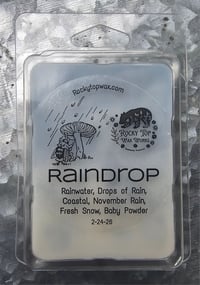 Rockytopwax.com
Rocky Top
Wax Works
RAINDROP
Rainwater, Drops of Rain,
Coastal, November Rain,
Fresh Snow, Baby Powder
2-24-26